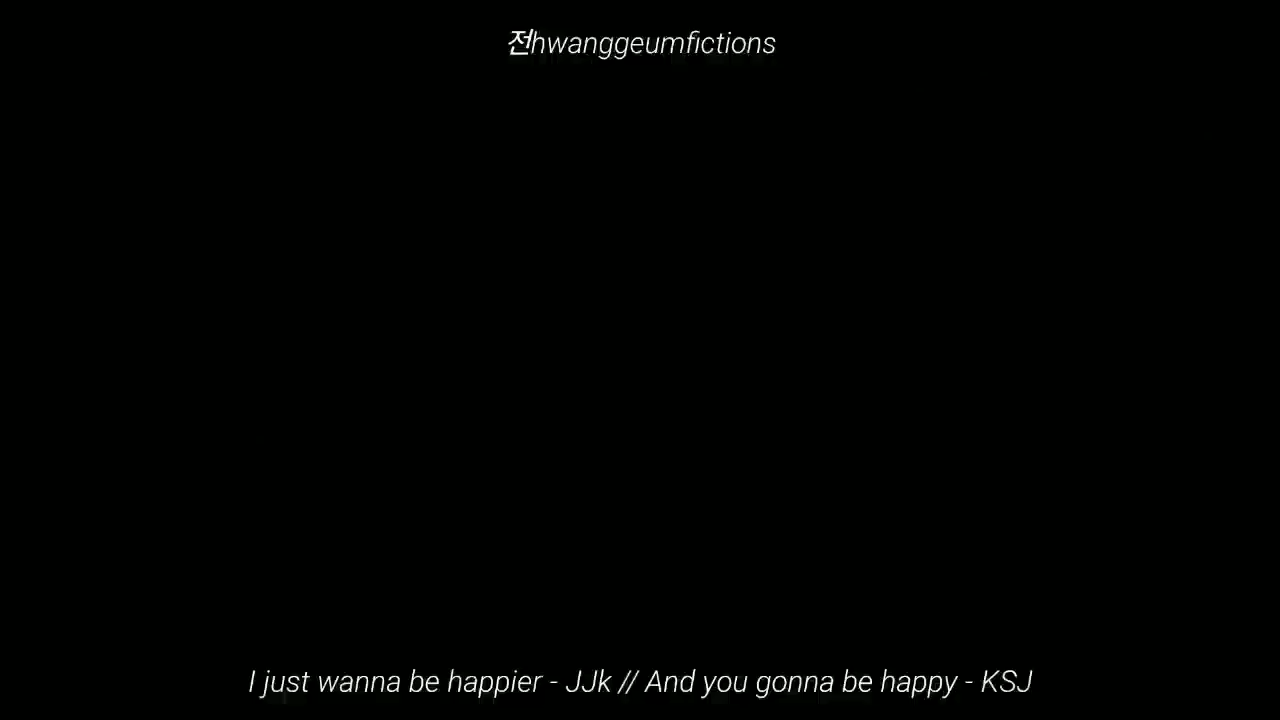 전hwanggeumfictions
I just wanna be happier - JJk // And you gonna be happy - KSJ